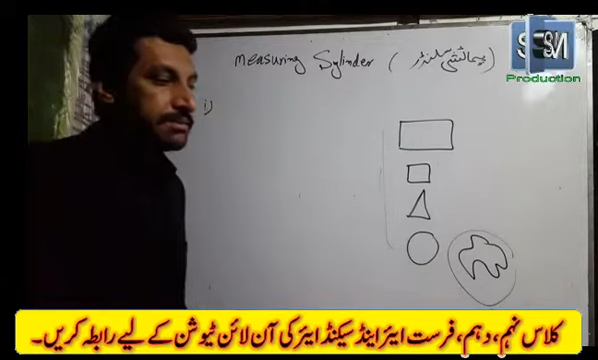 Measuring Sylinder (پیمائشی سلنڈر)
i)
SSM
Production
کلاس نہم، دہم، فرسٹ ایئر اینڈ سیکنڈ ایئر کی آن لائن ٹیوشن کے لیے رابطہ کریں۔